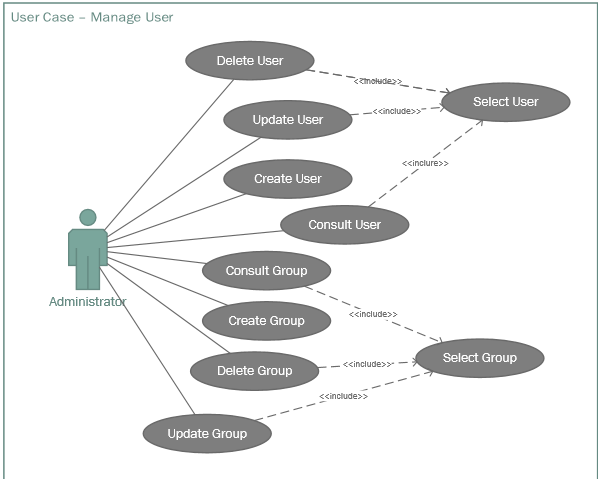 User Case – Manage User
Delete User
<<include>>
Select User
Update User
<<include>>
Create User
<<inclure>>
Consult User
Administrator
Consult Group
<<include>>
Create Group
Select Group
Delete Group
<<include>>
<<include>>
Update Group